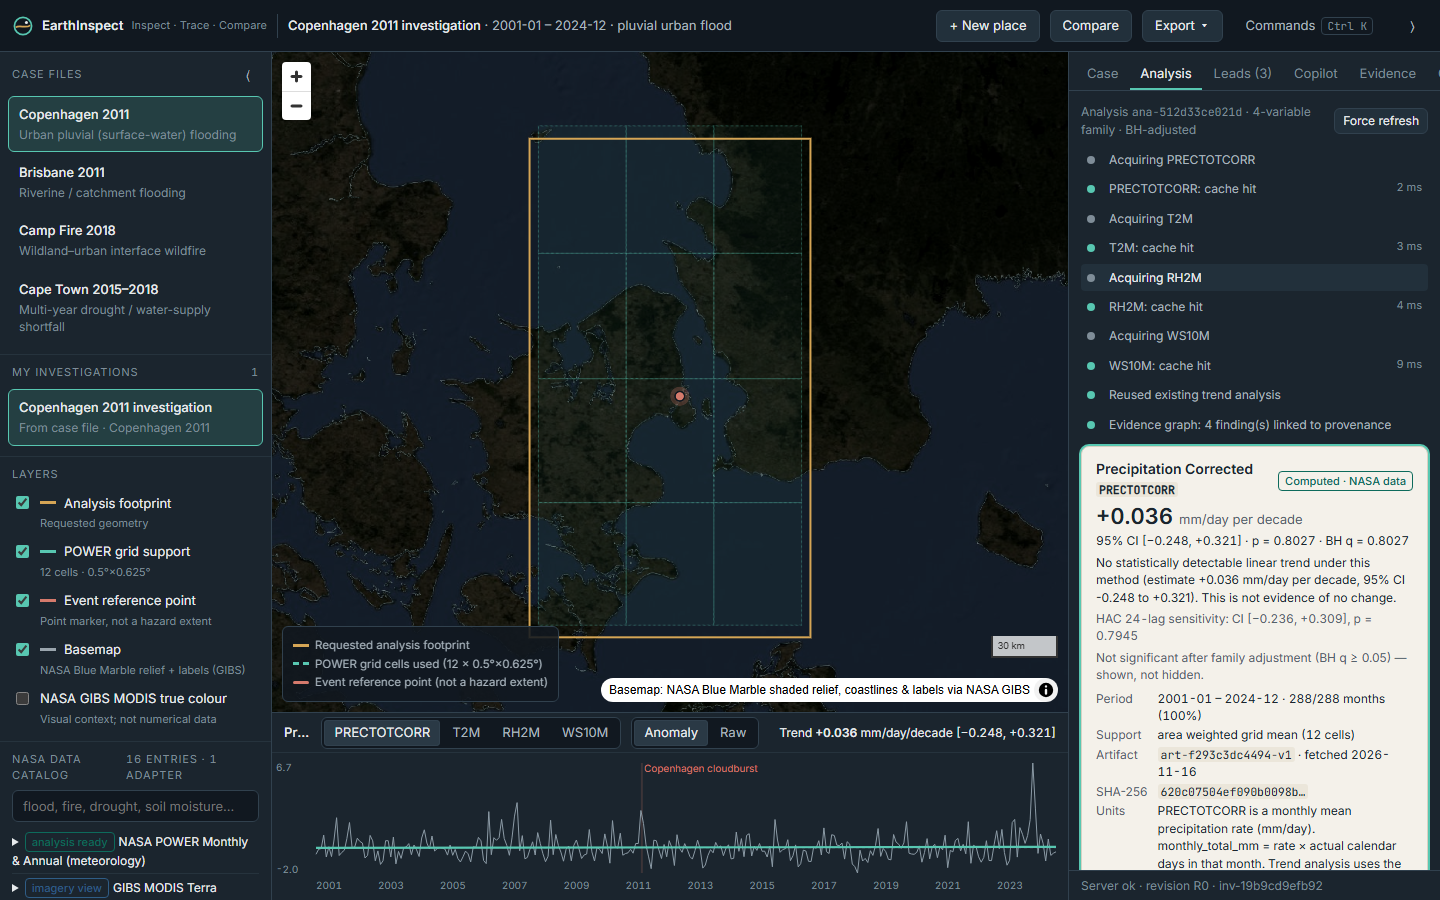 EarthInspect
Inspect · Trace · Compare
Copenhagen 2011 investigation · 2001-01 – 2024-12 · pluvial urban flood
+ New place
Compare
Export
Commands
Ctrl K
CASE FILES
Copenhagen 2011
Urban pluvial (surface-water) flooding
Brisbane 2011
Riverine / catchment flooding
Camp Fire 2018
Wildland–urban interface wildfire
Cape Town 2015–2018
Multi-year drought / water-supply
shortfall
MY INVESTIGATIONS
1
Copenhagen 2011 investigation
From case file · Copenhagen 2011
LAYERS
Analysis footprint
Requested geometry
POWER grid support
12 cells · 0.5°×0.625°
Event reference point
Point marker, not a hazard extent
Basemap
NASA Blue Marble relief + labels (GIBS)
NASA GIBS MODIS true colour
Visual context; not numerical data
NASA DATA
CATALOG
16 ENTRIES · 1
ADAPTER
flood, fire, drought, soil moisture...
analysis ready NASA POWER Monthly
& Annual (meteorology)
imagery view GIBS MODIS Terra
+
−
Requested analysis footprint
POWER grid cells used (12 × 0.5°×0.625°)
Event reference point (not a hazard extent)
30 km
Basemap: NASA Blue Marble shaded relief, coastlines & labels via NASA GIBS
Pr...
PRECTOTCORR
T2M
RH2M
WS10M
Anomaly
Raw
Trend +0.036 mm/day/decade [−0.248, +0.321]
6.7
Copenhagen cloudburst
-2.0
2001
2003
2005
2007
2009
2011
2013
2015
2017
2019
2021
2023
Case
Analysis
Leads (3)
Copilot
Evidence
Analysis ana-512d33ce021d · 4-variable
family · BH-adjusted
Force refresh
Acquiring PRECTOTCORR
PRECTOTCORR: cache hit
2 ms
Acquiring T2M
T2M: cache hit
3 ms
Acquiring RH2M
RH2M: cache hit
4 ms
Acquiring WS10M
WS10M: cache hit
9 ms
Reused existing trend analysis
Evidence graph: 4 finding(s) linked to provenance
Precipitation Corrected
PRECTOTCORR
Computed · NASA data
+0.036 mm/day per decade
95% CI [−0.248, +0.321] · p = 0.8027 · BH q = 0.8027
No statistically detectable linear trend under this
method (estimate +0.036 mm/day per decade, 95% CI
-0.248 to +0.321). This is not evidence of no change.
HAC 24-lag sensitivity: CI [−0.236, +0.309], p =
0.7945
Not significant after family adjustment (BH q ≥ 0.05) —
shown, not hidden.
Period
2001-01 – 2024-12 · 288/288 months
(100%)
Support
area weighted grid mean (12 cells)
Artifact
art-f293c3dc4494-v1 · fetched 2026-
11-16
SHA-256
620c07504ef090b0098b…
Units
PRECTOTCORR is a monthly mean
precipitation rate (mm/day).
monthly_total_mm = rate × actual calendar
days in that month. Trend analysis uses the
Server ok · revision R0 · inv-19b9cd9efb92